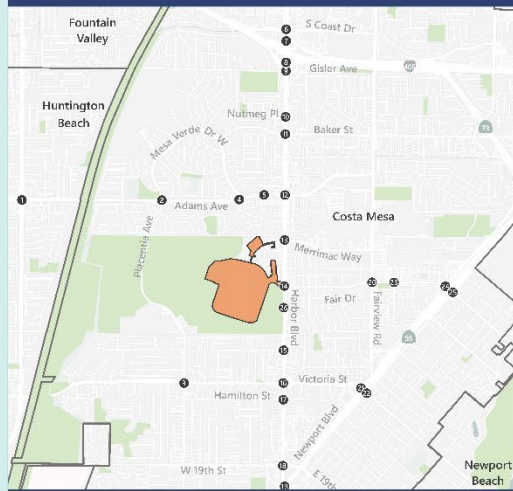 Fountain
Valley
S Coast Dr
6
7
8
9
Gisler Ave
405
Huntington
Beach
Nutmeg Pl
10
Mesa Verde Dr W
11
Baker St
73
1
2
4
5
12
Adams Ave
Placentia Ave
Costa Mesa
13
Merrimac Way
14
20
23
24
25
Harbor Blvd
Fair Dr
Fairview Rd
26
55
15
3
16
Victoria St
Hamilton St
17
22
Newport Blvd
W 19th St
18
E 19th
19
Newport
Beach